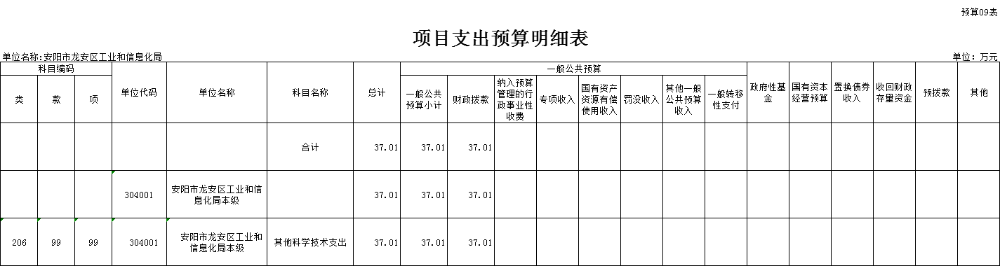 预算09表
项目支出预算明细表
单位名称:安阳市龙安区工业和信息化局 单位：万元
科目编码 单位代码 单位名称 科目名称 总计 一般公共预算 政府性基金 国有资本经营预算 置换债券收入 收回财政存量资金 预拨款 其他
类 款 项 一般公共预算小计 财政拨款 纳入预算管理的行政事业性收费 专项收入 国有资产资源有偿使用收入 罚没收入 其他一般公共预算收入 一般转移性支付
合计 37.01 37.01 37.01
304001 安阳市龙安区工业和信息化局本级 37.01 37.01 37.01
206 99 99 304001 安阳市龙安区工业和信息化局本级 其他科学技术支出 37.01 37.01 37.01